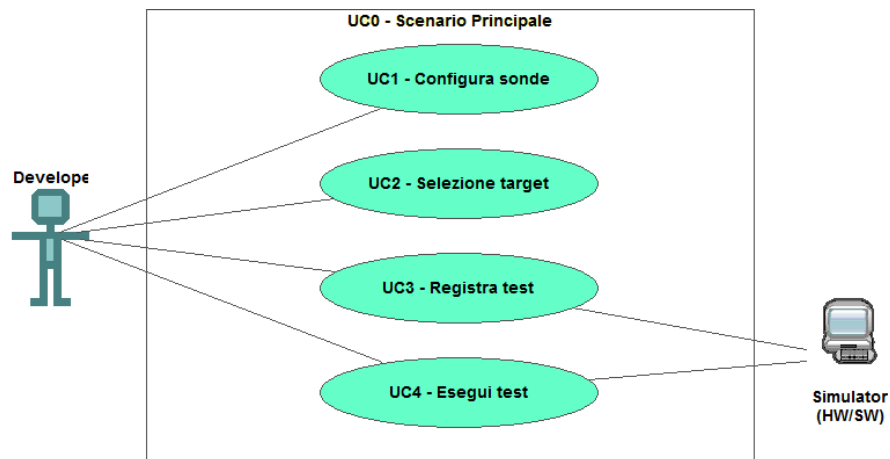 UC0 - Scenario Principale
UC1 - Configura sonde
Develope
UC2 - Selezione target
UC3 - Registra test
UC4 - Esegui test
Simulator
(HW/SW)